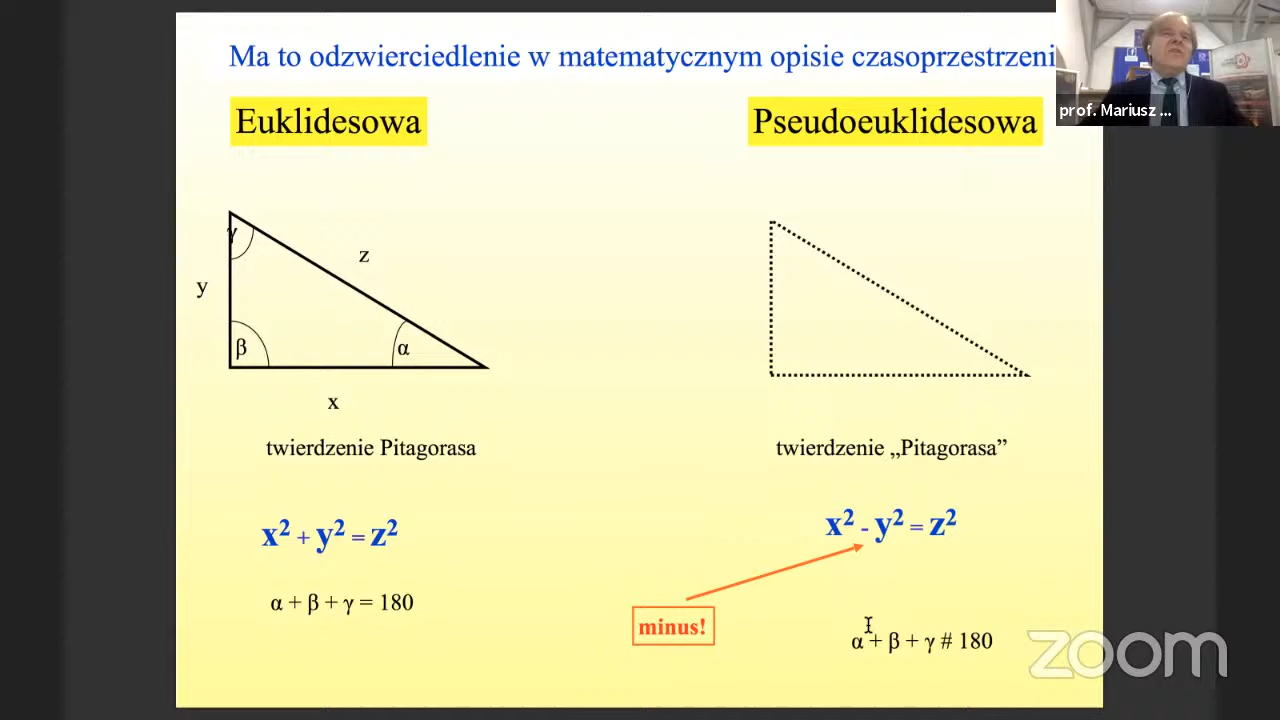 Ma to odzwierciedlenie w matematycznym opisie czasoprzestrzeni
prof. Mariusz ...
Euklidesowa
Pseudoeuklidesowa
γ
z
y
β
α
x
twierdzenie Pitagorasa
twierdzenie „Pitagorasa”
x² + y² = z²
x² - y² = z²
α + β + γ = 180
minus!
α + β + γ # 180
zoom